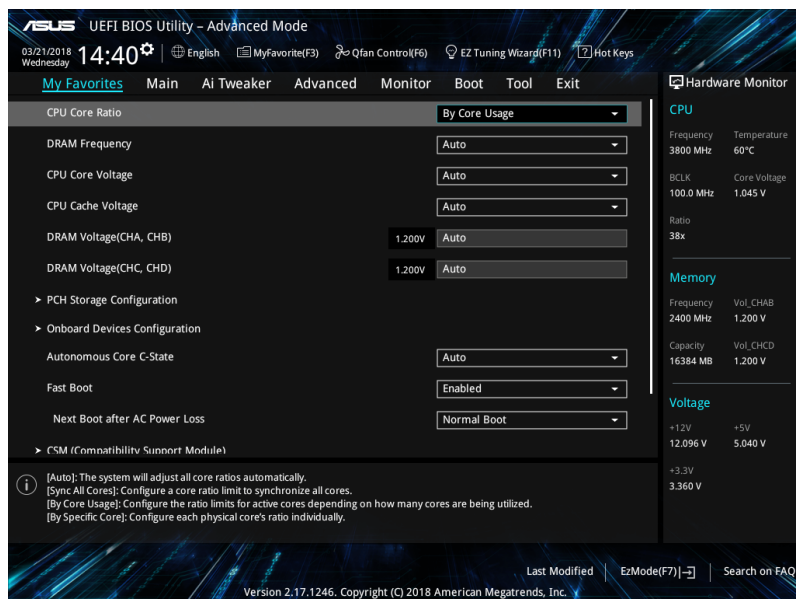 ASUS UEFI BIOS Utility – Advanced Mode
03/21/2018 Wednesday 14:40 English MyFavorite(F3) Qfan Control(F6) EZ Tuning Wizard(F11) ? Hot Keys
My Favorites Main Ai Tweaker Advanced Monitor Boot Tool Exit
CPU Core Ratio By Core Usage
DRAM Frequency Auto
CPU Core Voltage Auto
CPU Cache Voltage Auto
DRAM Voltage(CHA, CHB) 1.200V Auto
DRAM Voltage(CHC, CHD) 1.200V Auto
> PCH Storage Configuration
> Onboard Devices Configuration
Autonomous Core C-State Auto
Fast Boot Enabled
Next Boot after AC Power Loss Normal Boot
> CSM (Compatibility Support Module)
[Auto]: The system will adjust all core ratios automatically.
[Sync All Cores]: Configure a core ratio limit to synchronize all cores.
[By Core Usage]: Configure the ratio limits for active cores depending on how many cores are being utilized.
[By Specific Core]: Configure each physical core's ratio individually.
Hardware Monitor
CPU
Frequency Temperature
3800 MHz 60°C
BCLK Core Voltage
100.0 MHz 1.045 V
Ratio
38x
Memory
Frequency Vol_CHAB
2400 MHz 1.200 V
Capacity Vol_CHCD
16384 MB 1.200 V
Voltage
+12V +5V
12.096 V 5.040 V
+3.3V
3.360 V
Last Modified EzMode(F7) Search on FAQ
Version 2.17.1246. Copyright (C) 2018 American Megatrends, Inc.